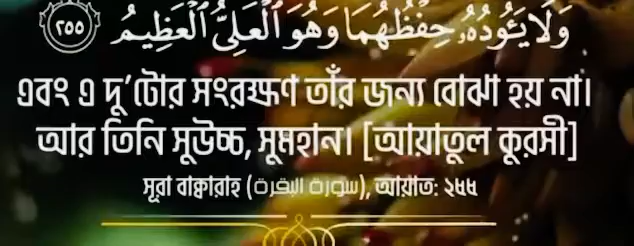 وَلَا يَـُٔودُهُۥ حِفْظُهُمَا وَهُوَ ٱلْعَلِىُّ ٱلْعَظِيمُ ٢٥٥
এবং এ দু’টোর সংরক্ষণ তাঁর জন্য বোঝা হয় না।
আর তিনি সুউচ্চ, সুমহান। [আয়াতুল কুরসী]
সূরা বাক্বারাহ (سورة البقرة), আয়াত: ২৫৫